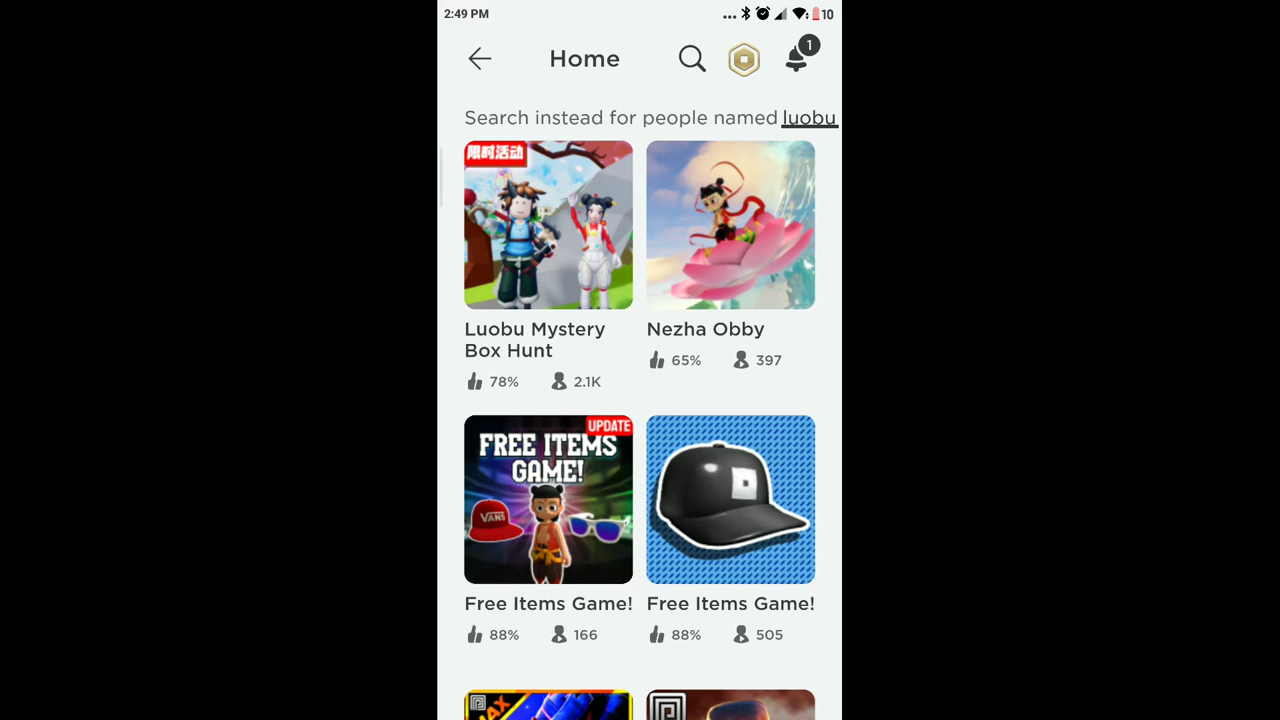 2:49 PM
10
Home
1
Search instead for people named luobu
限时活动
Luobu Mystery
Box Hunt
78%
2.1K
Nezha Obby
65%
397
UPDATE
FREE ITEMS
GAME!
VANS
Free Items Game!
88%
166
Free Items Game!
88%
505